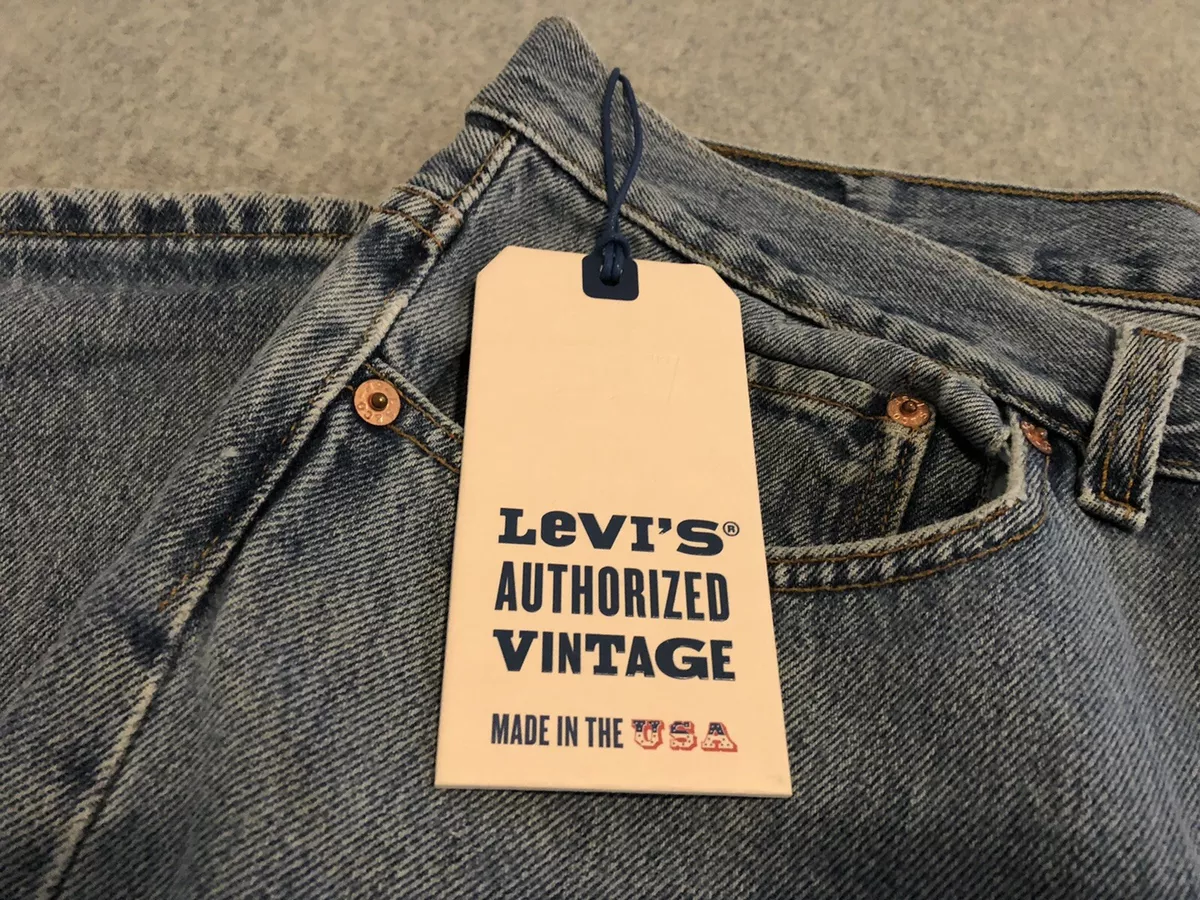 LeVI'S®
AUTHORIZED
VINTAGE
MADE IN THE USA